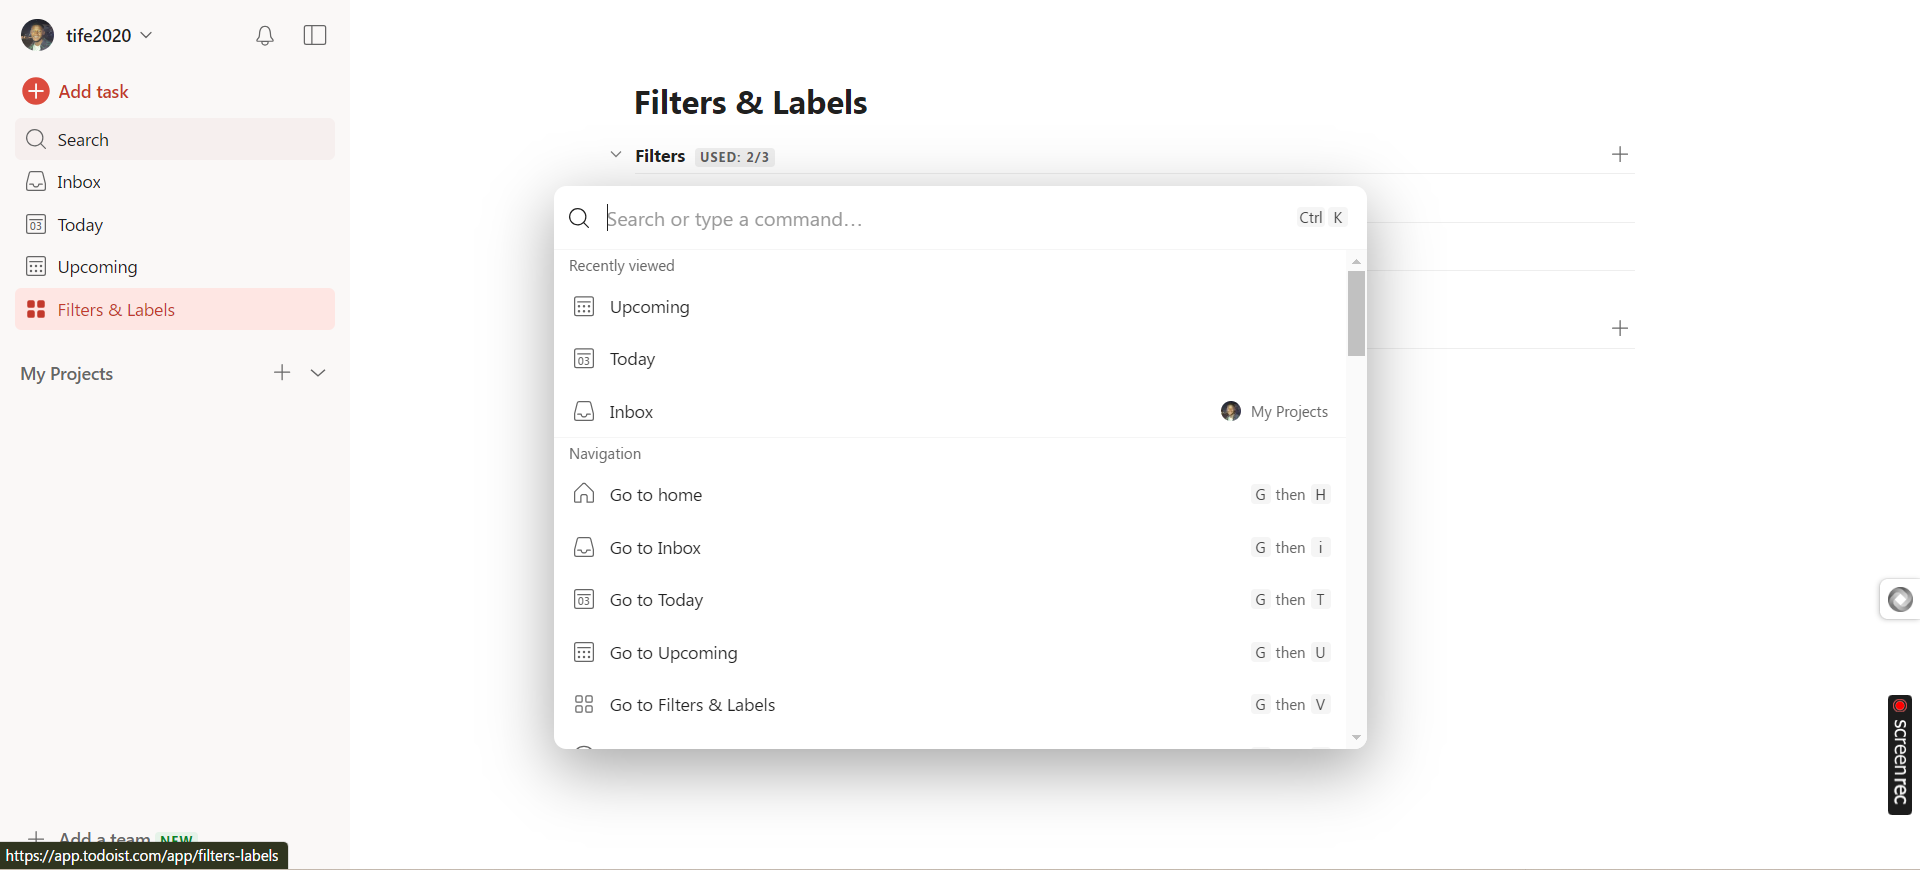 tife2020
Add task
Search
Inbox
03 Today
Upcoming
Filters & Labels
My Projects
Add a team NEW
https://app.todoist.com/app/filters-labels
Filters & Labels
Filters USED: 2/3
Search or type a command… Ctrl K
Recently viewed
Upcoming
03 Today
Inbox My Projects
Navigation
Go to home G then H
Go to Inbox G then i
03 Go to Today G then T
Go to Upcoming G then U
Go to Filters & Labels G then V
screenrec